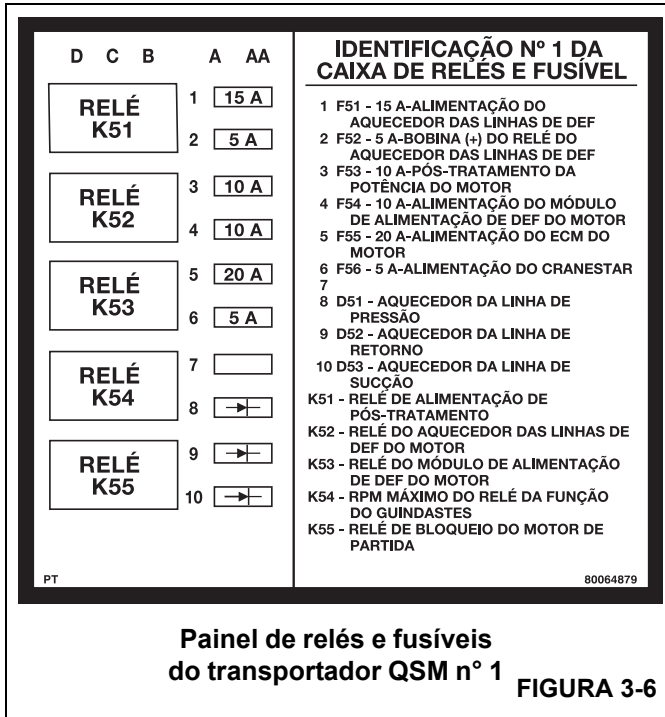 D C B A AA
RELÉ
K51
1 15 A
2 5 A
RELÉ
K52
3 10 A
4 10 A
RELÉ
K53
5 20 A
6 5 A
RELÉ
K54
7
8
RELÉ
K55
9
10
PT
IDENTIFICAÇÃO Nº 1 DA
CAIXA DE RELÉS E FUSÍVEL
1 F51 - 15 A-ALIMENTAÇÃO DO
AQUECEDOR DAS LINHAS DE DEF
2 F52 - 5 A-BOBINA (+) DO RELÉ DO
AQUECEDOR DAS LINHAS DE DEF
3 F53 - 10 A-PÓS-TRATAMENTO DA
POTÊNCIA DO MOTOR
4 F54 - 10 A-ALIMENTAÇÃO DO MÓDULO
DE ALIMENTAÇÃO DE DEF DO MOTOR
5 F55 - 20 A-ALIMENTAÇÃO DO ECM DO
MOTOR
6 F56 - 5 A-ALIMENTAÇÃO DO CRANESTAR
7
8 D51 - AQUECEDOR DA LINHA DE
PRESSÃO
9 D52 - AQUECEDOR DA LINHA DE
RETORNO
10 D53 - AQUECEDOR DA LINHA DE
SUCÇÃO
K51 - RELÉ DE ALIMENTAÇÃO DE
PÓS-TRATAMENTO
K52 - RELÉ DO AQUECEDOR DAS LINHAS DE
DEF DO MOTOR
K53 - RELÉ DO MÓDULO DE ALIMENTAÇÃO
DE DEF DO MOTOR
K54 - RPM MÁXIMO DO RELÉ DA FUNÇÃO
DO GUINDASTES
K55 - RELÉ DE BLOQUEIO DO MOTOR DE
PARTIDA
80064879
Painel de relés e fusíveis
do transportador QSM n° 1
FIGURA 3-6